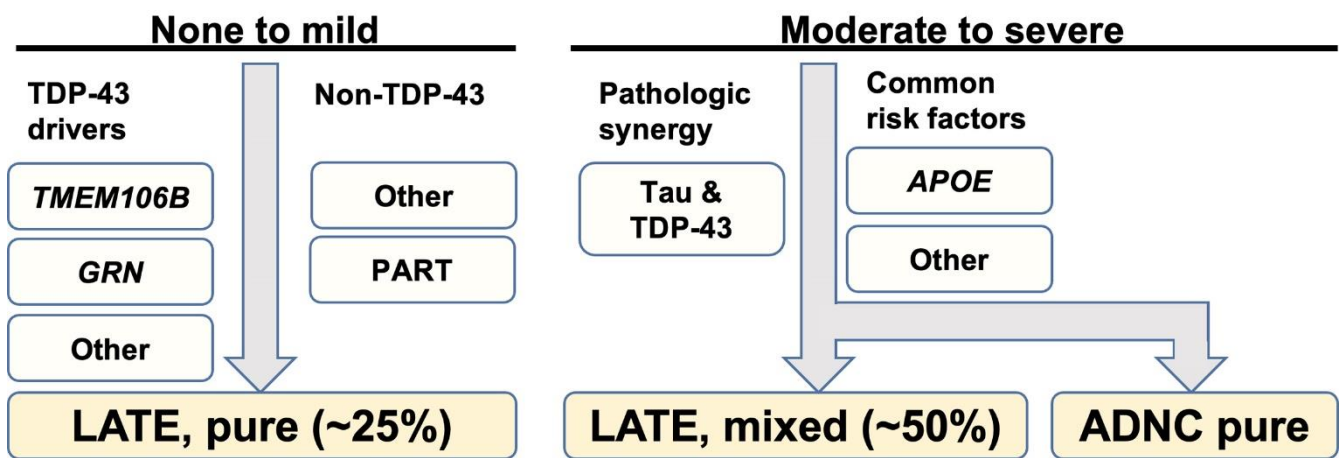 None to mild
TDP-43
drivers
TMEM106B
GRN
Other
Non-TDP-43
Other
PART
LATE, pure (~25%)
Moderate to severe
Pathologic
synergy
Tau &
TDP-43
Common
risk factors
APOE
Other
LATE, mixed (~50%)
ADNC pure